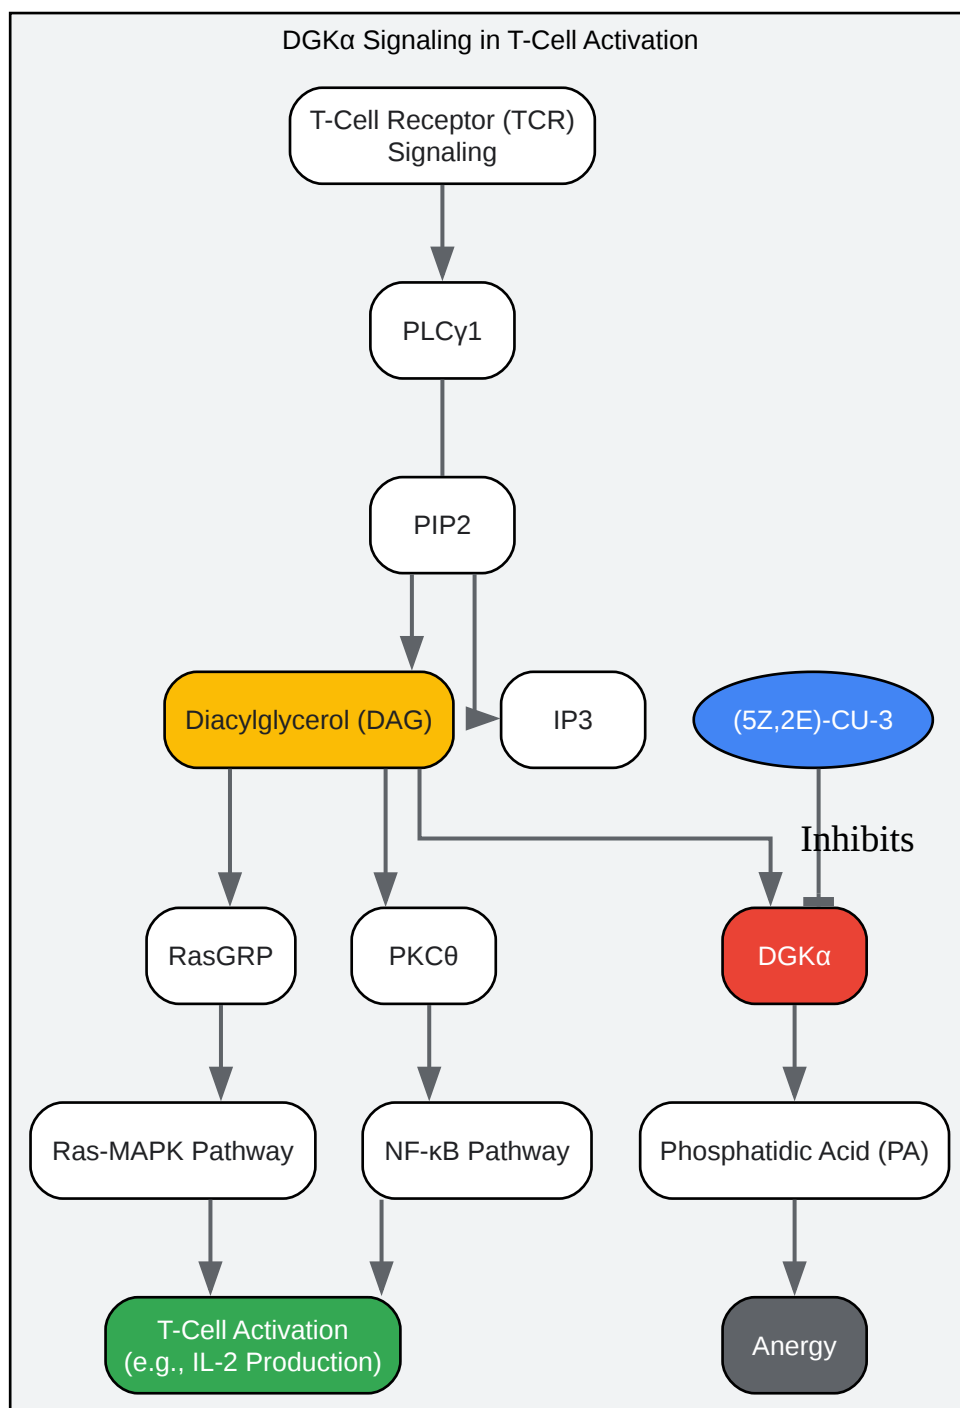 DGKα Signaling in T-Cell Activation
T-Cell Receptor (TCR)
Signaling
PLCγ1
PIP2
Diacylglycerol (DAG)
IP3
(5Z,2E)-CU-3
Inhibits
RasGRP
PKCθ
DGKα
Ras-MAPK Pathway
NF-κB Pathway
Phosphatidic Acid (PA)
T-Cell Activation
(e.g., IL-2 Production)
Anergy